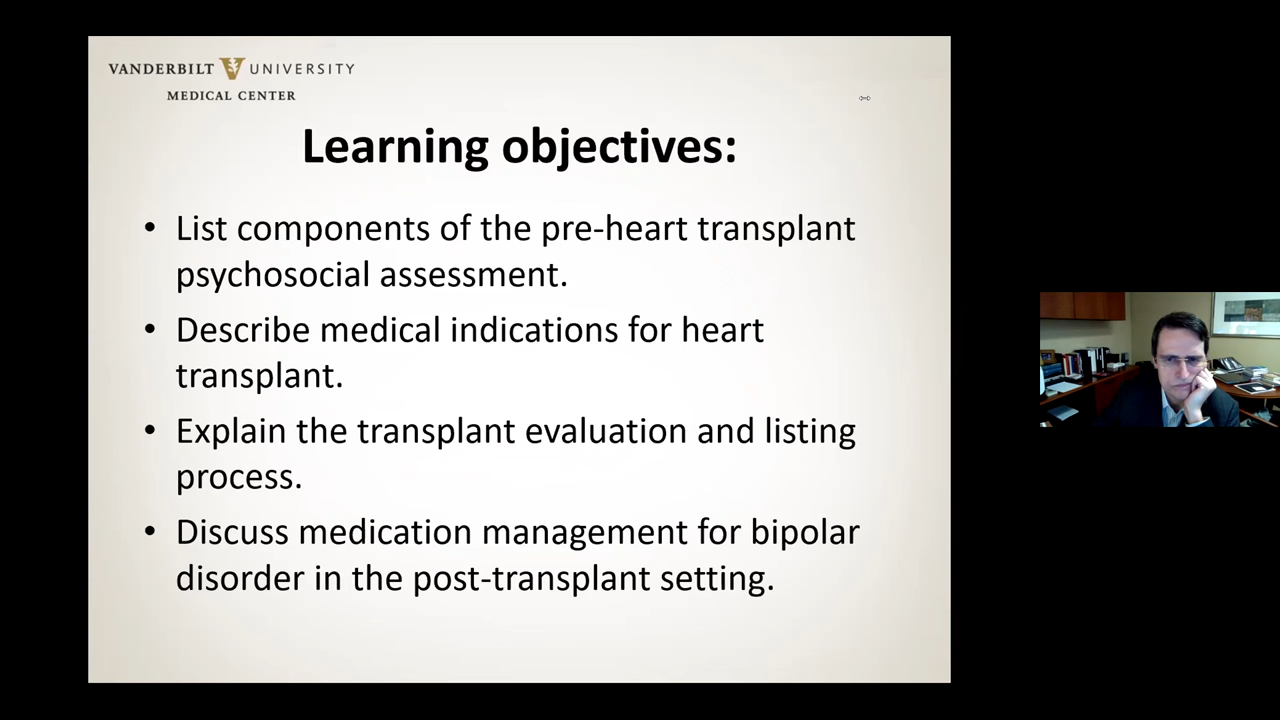 VANDERBILT UNIVERSITY
MEDICAL CENTER
Learning objectives:
• List components of the pre-heart transplant
psychosocial assessment.
• Describe medical indications for heart
transplant.
• Explain the transplant evaluation and listing
process.
• Discuss medication management for bipolar
disorder in the post-transplant setting.